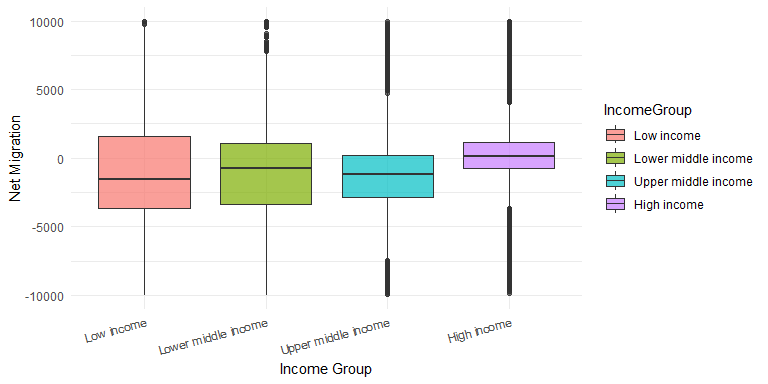 10000
5000
0
-5000
-10000
Net Migration
Low income
Lower middle income
Upper middle income
High income
Income Group
IncomeGroup
Low income
Lower middle income
Upper middle income
High income